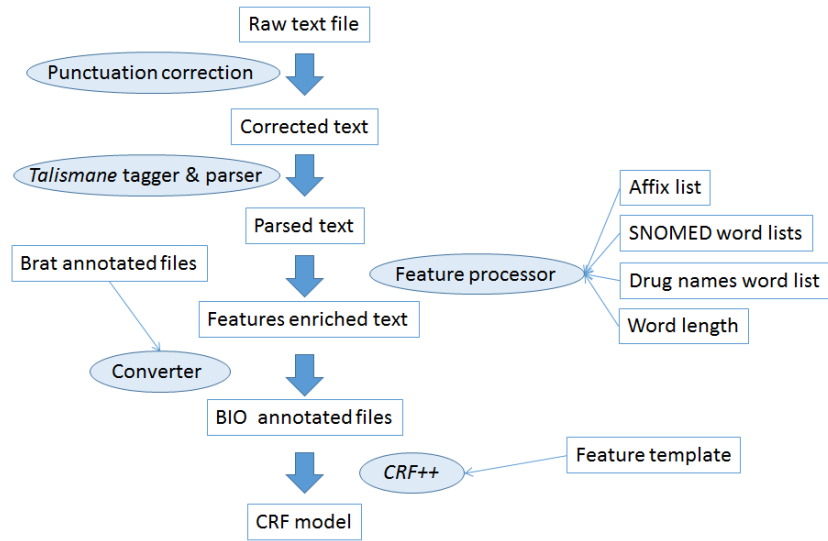 Raw text file
Punctuation correction
Corrected text
Talismane tagger & parser
Affix list
Parsed text
SNOMED word lists
Brat annotated files
Feature processor
Drug names word list
Features enriched text
Word length
Converter
BIO annotated files
Feature template
CRF++
CRF model